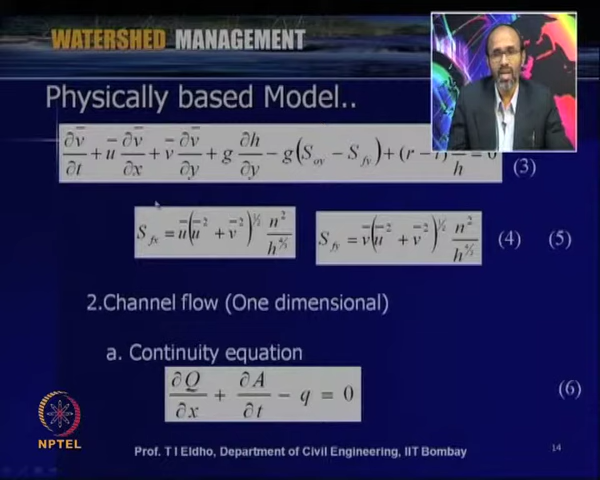 WATERSHED MANAGEMENT
Physically based Model..
∂v̄/∂t + ū ∂v̄/∂x + v̄ ∂v̄/∂y + g ∂h/∂y − g(S_oy − S_fy) + (r − i) /h = 0 (3)
S_fx = ū(ū² + v̄²)^½ n²/h^4/3 S_fy = v̄(ū² + v̄²)^½ n²/h^4/3 (4) (5)
2.Channel flow (One dimensional)
a. Continuity equation
∂Q/∂x + ∂A/∂t − q = 0 (6)
NPTEL
Prof. T I Eldho, Department of Civil Engineering, IIT Bombay
14